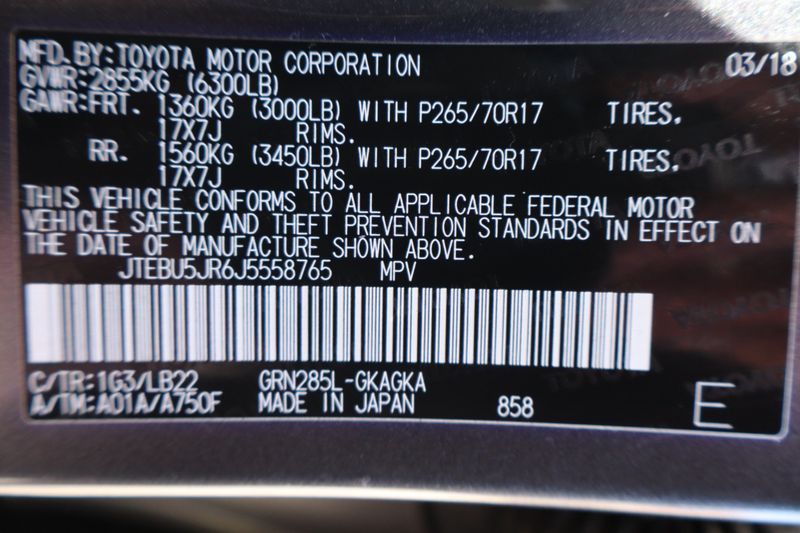 MFD.BY:TOYOTA MOTOR CORPORATION 03/18
GVWR:2855KG (6300LB)
GAWR:FRT. 1360KG (3000LB) WITH P265/70R17 TIRES.
17X7J RIMS.
RR. 1560KG (3450LB) WITH P265/70R17 TIRES.
17X7J RIMS.
THIS VEHICLE CONFORMS TO ALL APPLICABLE FEDERAL MOTOR
VEHICLE SAFETY AND THEFT PREVENTION STANDARDS IN EFFECT ON
THE DATE OF MANUFACTURE SHOWN ABOVE.
JTEBU5JR6J5558765 MPV
C/TR:1G3/LB22 GRN285L-GKAGKA
A/TM:A01A/A750F MADE IN JAPAN 858 E